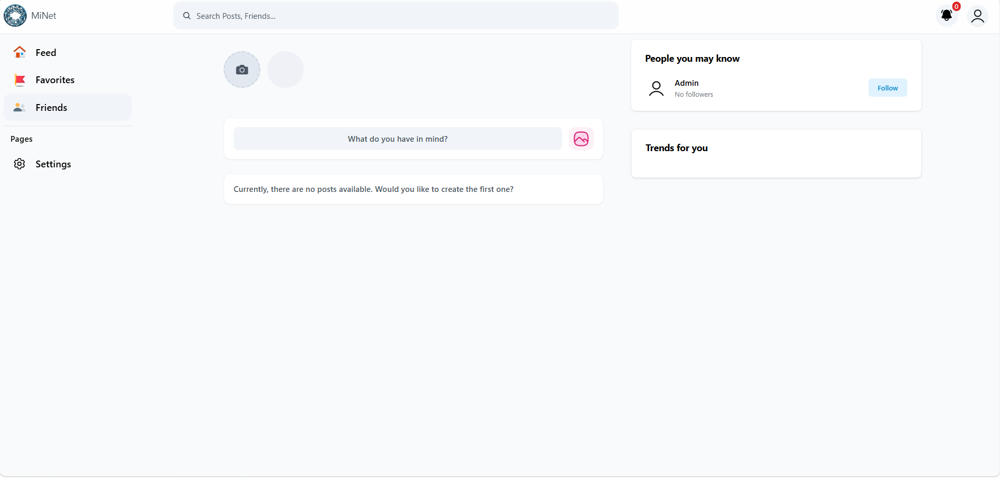 MiNet
Search Posts, Friends...
0
Feed
Favorites
Friends
Pages
Settings
What do you have in mind?
Currently, there are no posts available. Would you like to create the first one?
People you may know
Admin
No followers
Follow
Trends for you